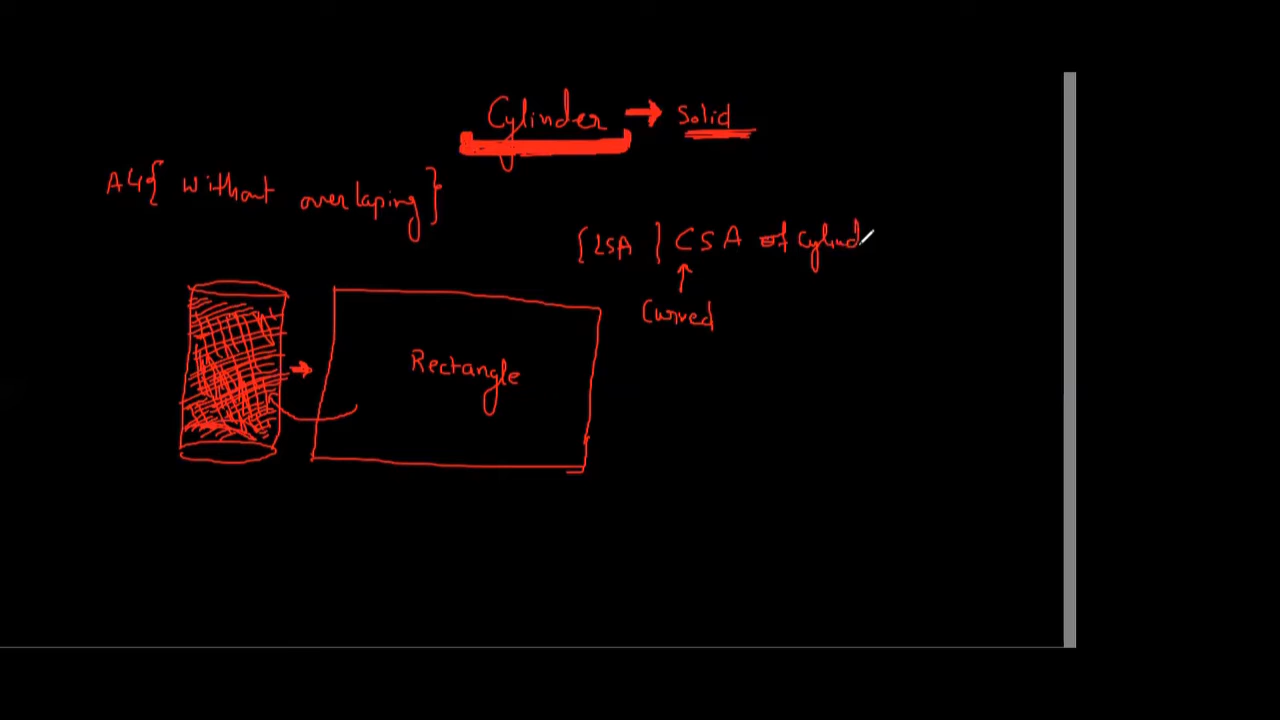 Cylinder → Solid
A4{ without overlaping }
[LSA] CSA of Cylind
↑
Curved
Rectangle